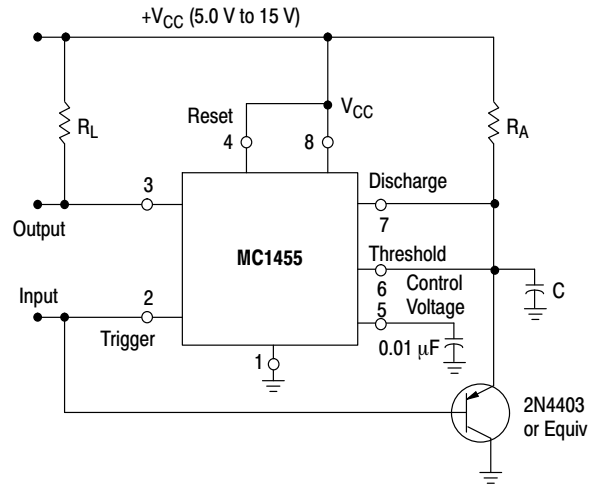 +VCC (5.0 V to 15 V)
VCC
Reset
RL
4
8
RA
3
Discharge
7
Output
MC1455
Threshold
6
Control
Voltage
C
Input
2
5
Trigger
0.01 μF
1
2N4403
or Equiv